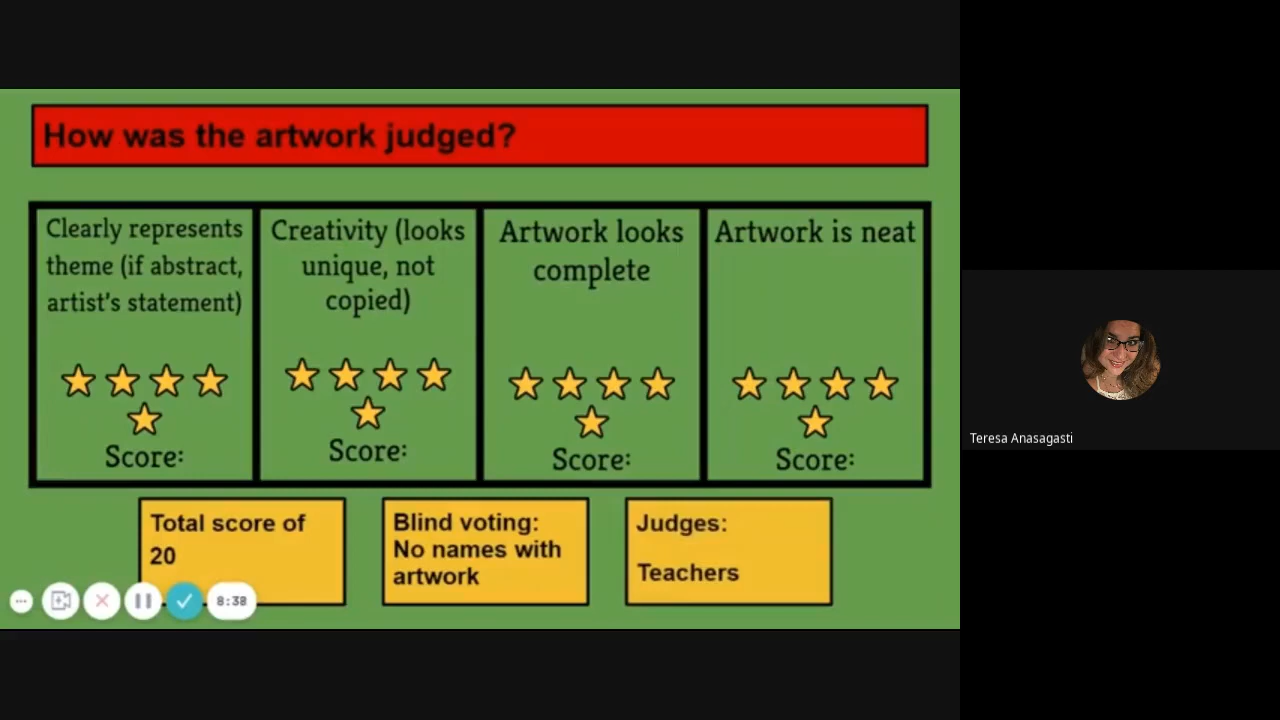 How was the artwork judged?
Clearly represents
theme (if abstract,
artist's statement)
Score:
Creativity (looks
unique, not
copied)
Score:
Artwork looks
complete
Score:
Artwork is neat
Score:
Total score of
20
Blind voting:
No names with
artwork
Judges:
Teachers
8:38
Teresa Anasagasti